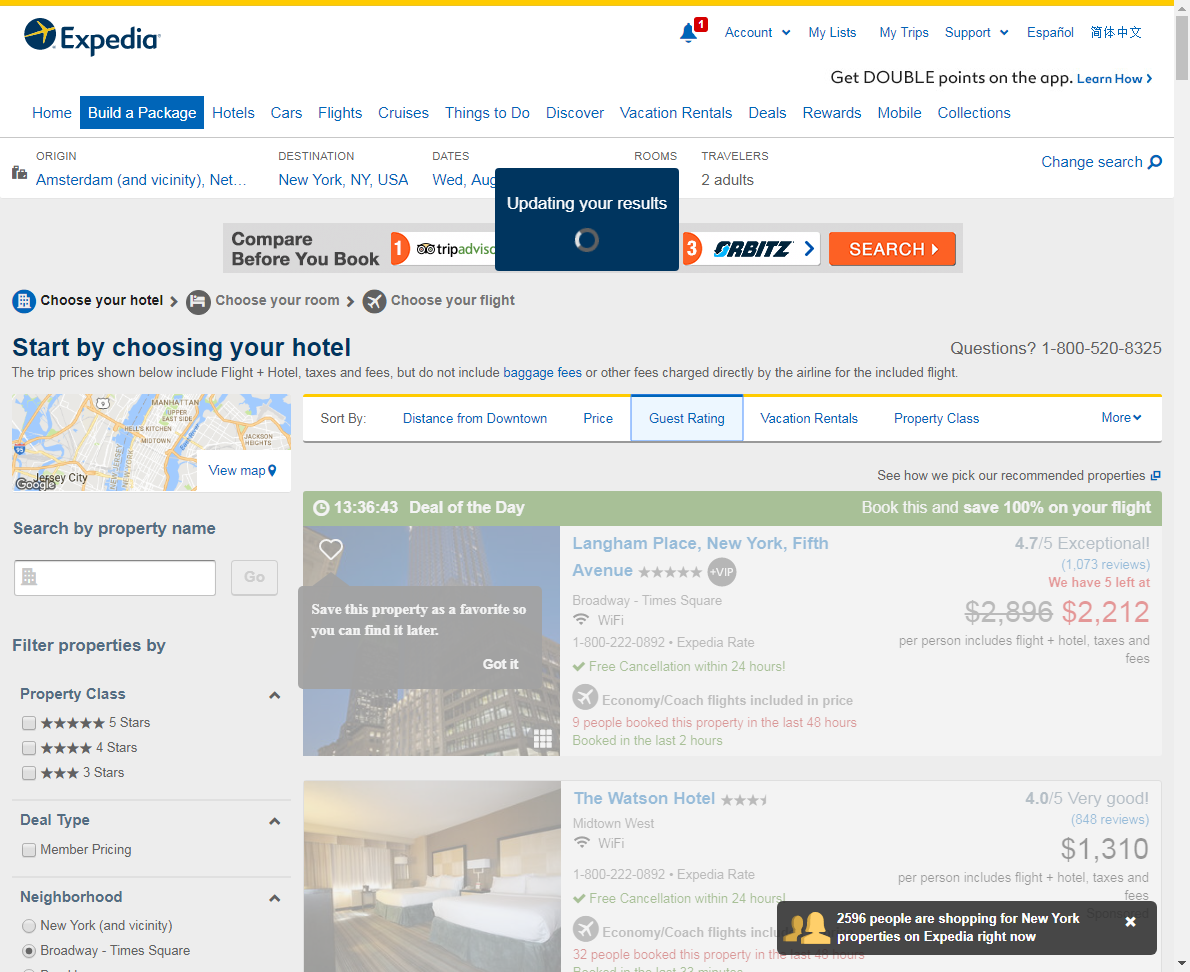 Expedia
1
Account
My Lists
My Trips
Support
Español
简体中文
Get DOUBLE points on the app. Learn How
Home
Build a Package
Hotels
Cars
Flights
Cruises
Things to Do
Discover
Vacation Rentals
Deals
Rewards
Mobile
Collections
ORIGIN
Amsterdam (and vicinity), Net...
DESTINATION
New York, NY, USA
DATES
Wed, Aug
ROOMS
TRAVELERS
2 adults
Change search
Updating your results
Compare
Before You Book
1 tripadviso
3 ORBITZ
SEARCH
Choose your hotel
Choose your room
Choose your flight
Start by choosing your hotel
Questions? 1-800-520-8325
The trip prices shown below include Flight + Hotel, taxes and fees, but do not include baggage fees or other fees charged directly by the airline for the included flight.
MANHATTAN
UPPER
EAST SIDE
HELL'S KITCHEN
MIDTOWN
JACKSON
HEIGHTS
NEW JERSEY
NEW YORK
9
95
Jersey City
Google
View map
Sort By:
Distance from Downtown
Price
Guest Rating
Vacation Rentals
Property Class
More
See how we pick our recommended properties
Search by property name
Go
Filter properties by
Property Class
5 Stars
4 Stars
3 Stars
Deal Type
Member Pricing
Neighborhood
New York (and vicinity)
Broadway - Times Square
13:36:43 Deal of the Day
Book this and save 100% on your flight
Save this property as a favorite so
you can find it later.
Got it
Langham Place, New York, Fifth
Avenue
+VIP
Broadway - Times Square
WiFi
1-800-222-0892 • Expedia Rate
Free Cancellation within 24 hours!
Economy/Coach flights included in price
9 people booked this property in the last 48 hours
Booked in the last 2 hours
4.7/5 Exceptional!
(1,073 reviews)
We have 5 left at
$2,896 $2,212
per person includes flight + hotel, taxes and
fees
The Watson Hotel
Midtown West
WiFi
1-800-222-0892 • Expedia Rate
Free Cancellation within 24 hours!
Economy/Coach flights inclu
32 people booked this property in the last 48 hours
Booked in the last 33 minutes
4.0/5 Very good!
(848 reviews)
$1,310
per person includes flight + hotel, taxes and
fees
Sponsored
2596 people are shopping for New York
properties on Expedia right now